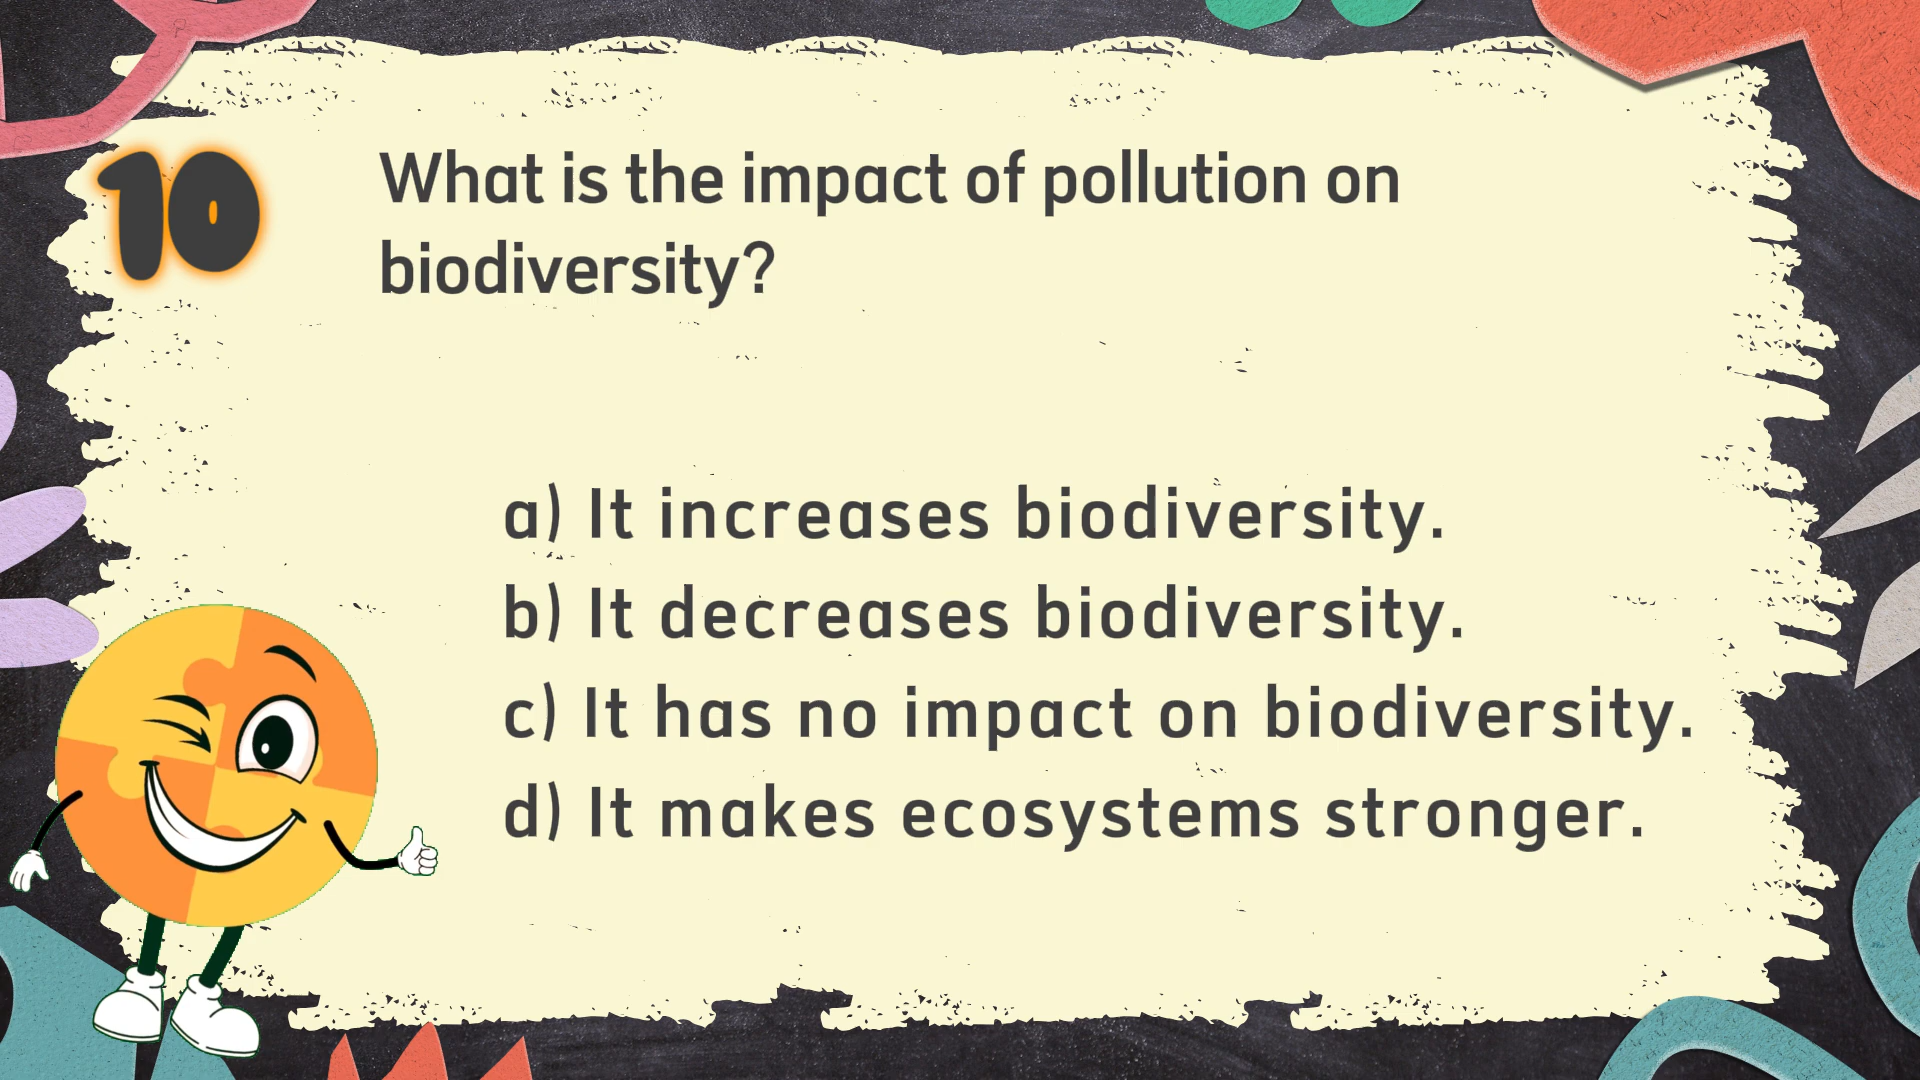 10
What is the impact of pollution on
biodiversity?
a) It increases biodiversity.
b) It decreases biodiversity.
c) It has no impact on biodiversity.
d) It makes ecosystems stronger.